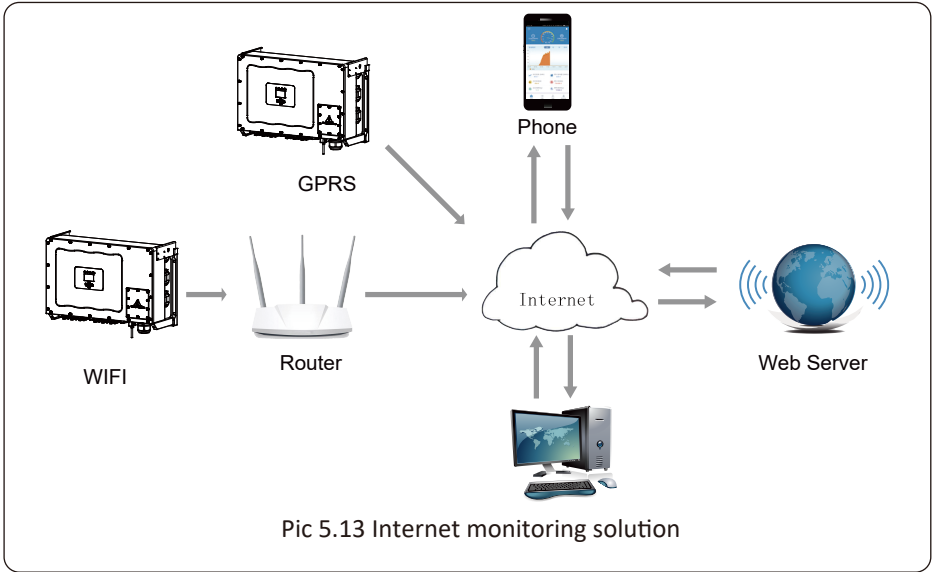 Phone
GPRS
Internet
WIFI
Router
Web Server
Pic 5.13 Internet monitoring solution